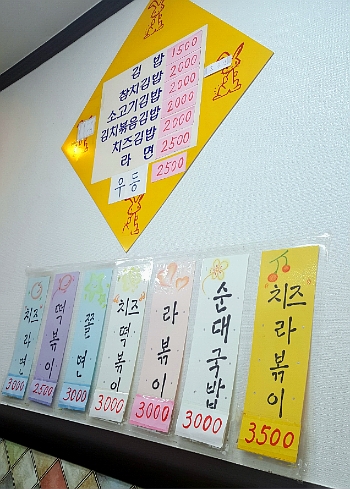 김 밥 1500
참치김밥 2000
소고기김밥 2000
김치볶음김밥 2000
치즈김밥 2000
라 면 2500
우동 2500
치즈라면 3000
떡볶이 2500
쫄면 3000
치즈떡볶이 3000
라볶이 3000
순대국밥 3000
치즈라볶이 3500